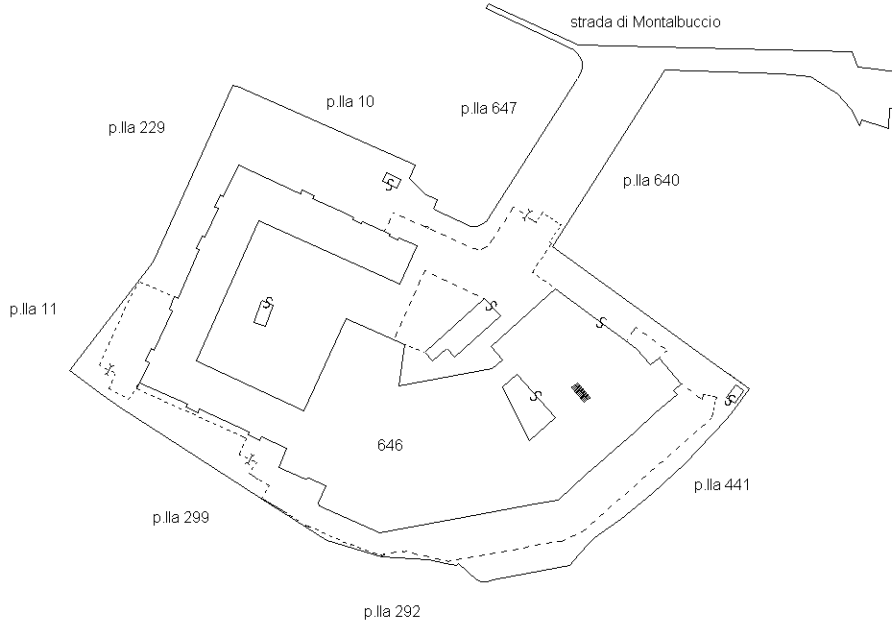 strada di Montalbuccio
p.lla 10
p.lla 647
p.lla 229
p.lla 640
p.lla 11
646
p.lla 441
p.lla 299
p.lla 292